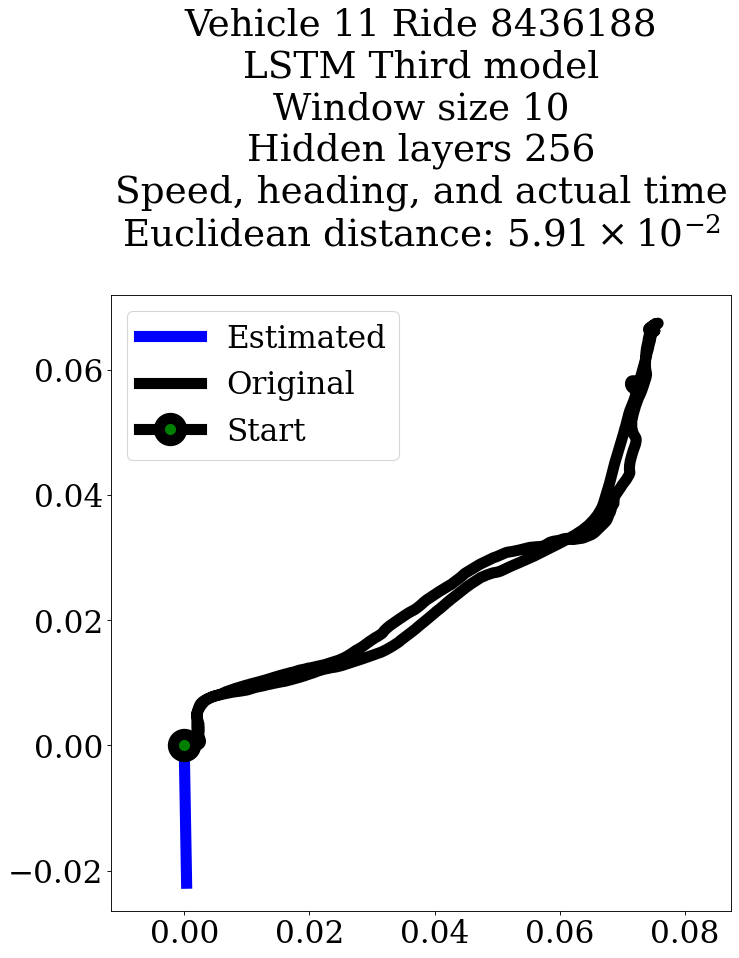 Vehicle 11 Ride 8436188
LSTM Third model
Window size 10
Hidden layers 256
Speed, heading, and actual time
Euclidean distance: 5.91 × 10⁻²
Estimated
Original
Start
0.06
0.04
0.02
0.00
−0.02
0.00 0.02 0.04 0.06 0.08